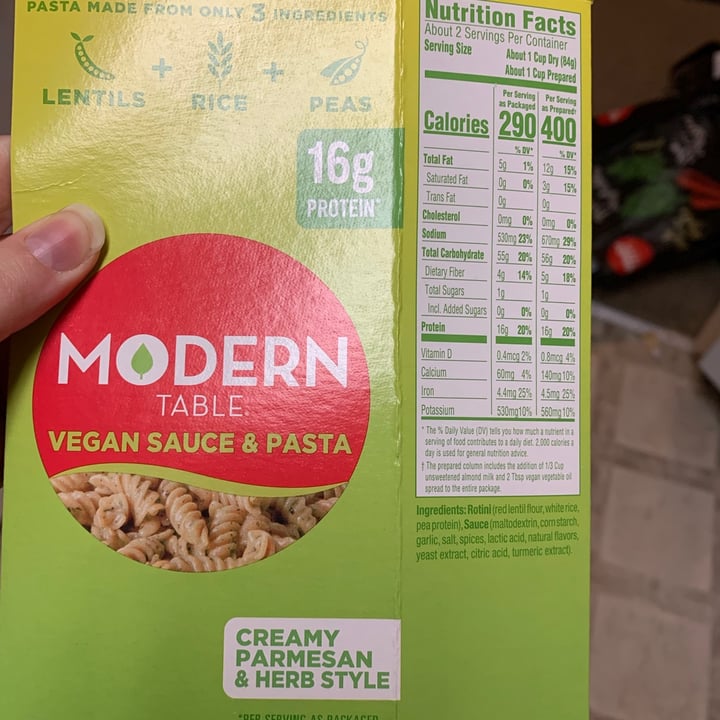 PASTA MADE FROM ONLY 3 INGREDIENTS
LENTILS + RICE + PEAS
16g
PROTEIN*
MODERN
TABLE
VEGAN SAUCE & PASTA
CREAMY
PARMESAN
& HERB STYLE
*PER SERVING AS PACKAGED
Nutrition Facts
About 2 Servings Per Container
Serving Size About 1 Cup Dry (84g)
About 1 Cup Prepared
Per Serving as Packaged Per Serving as Prepared†
Calories 290 400
% DV* % DV*
Total Fat 5g 1% 12g 15%
Saturated Fat 0g 0% 3g 15%
Trans Fat 0g 0g
Cholesterol 0mg 0% 0mg 0%
Sodium 530mg 23% 670mg 29%
Total Carbohydrate 55g 20% 56g 20%
Dietary Fiber 4g 14% 5g 18%
Total Sugars 1g 1g
Incl. Added Sugars 0g 0% 0g 0%
Protein 16g 20% 16g 20%
Vitamin D 0.4mcg 2% 0.8mcg 4%
Calcium 60mg 4% 140mg 10%
Iron 4.4mg 25% 4.5mg 25%
Potassium 530mg 10% 560mg 10%
* The % Daily Value (DV) tells you how much a nutrient in a
serving of food contributes to a daily diet. 2,000 calories a
day is used for general nutrition advice.
† The prepared column includes the addition of 1/3 Cup
unsweetened almond milk and 2 Tbsp vegan vegetable oil
spread to the entire package.
Ingredients: Rotini (red lentil flour, white rice,
pea protein), Sauce (maltodextrin, corn starch,
garlic, salt, spices, lactic acid, natural flavors,
yeast extract, citric acid, turmeric extract).